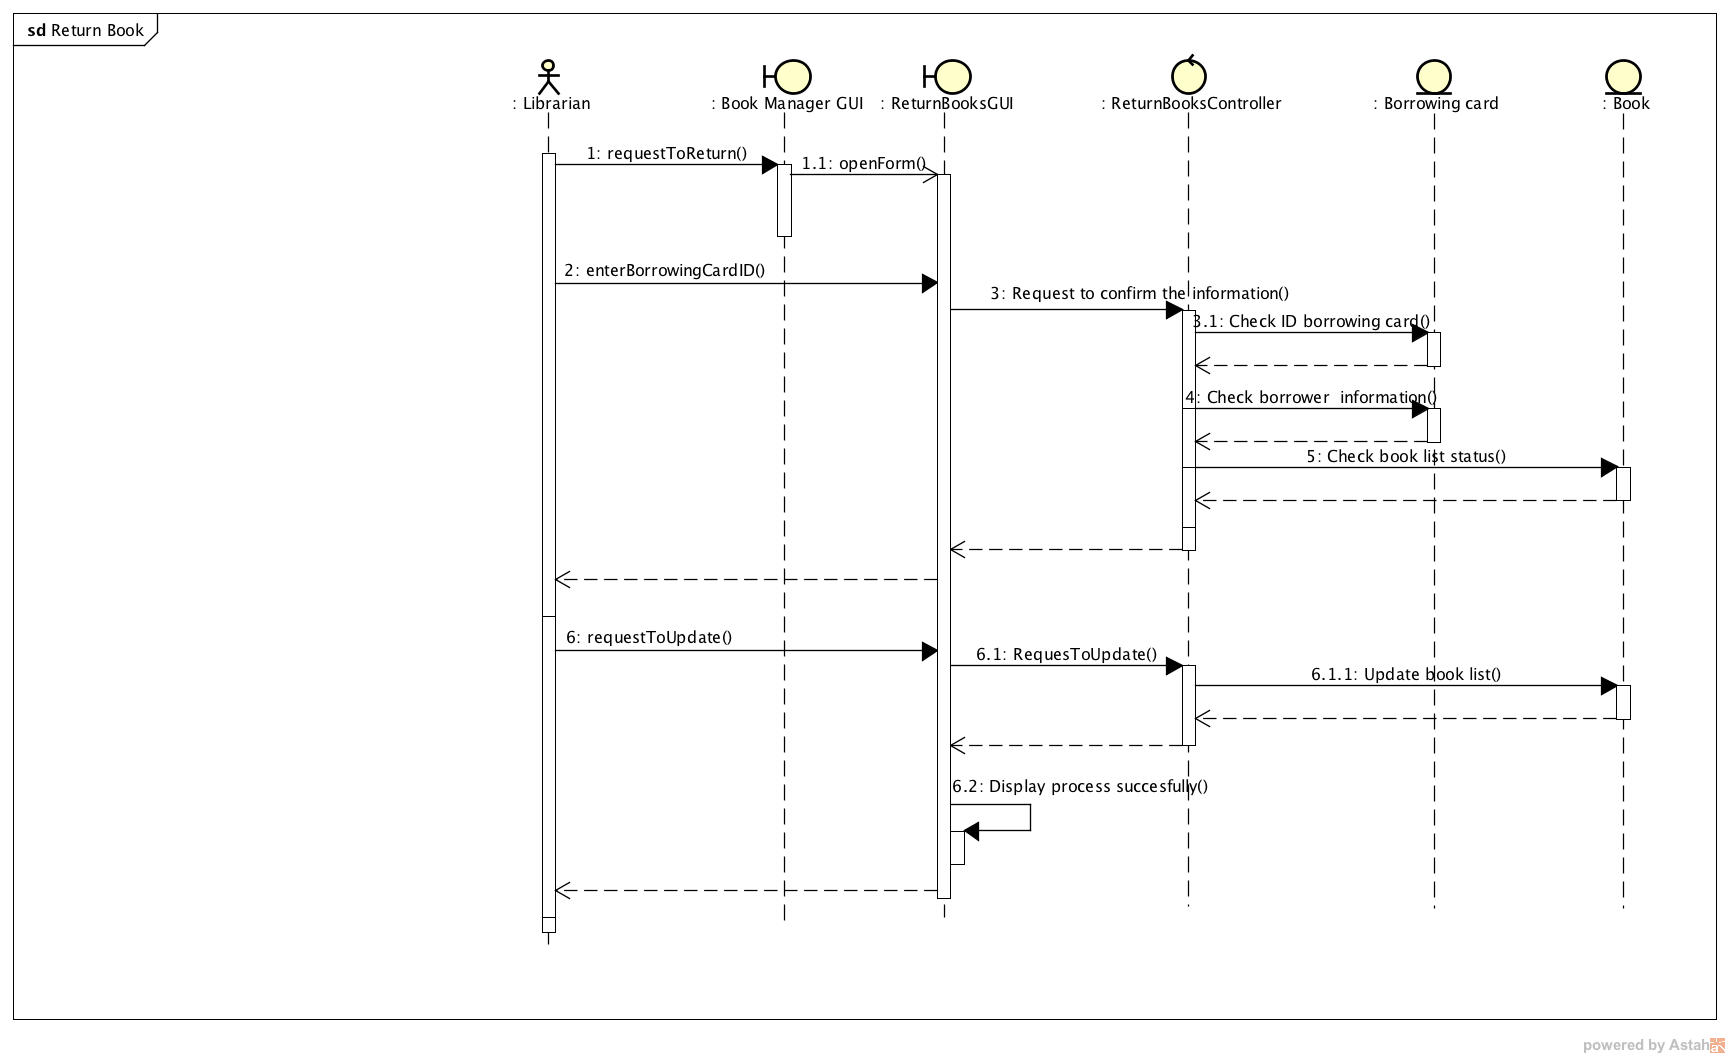 sd Return Book
: Librarian
: Book Manager GUI
: ReturnBooksGUI
: ReturnBooksController
: Borrowing card
: Book
1: requestToReturn()
1.1: openForm()
2: enterBorrowingCardID()
3: Request to confirm the information()
3.1: Check ID borrowing card()
4: Check borrower  information()
5: Check book list status()
6: requestToUpdate()
6.1: RequesToUpdate()
6.1.1: Update book list()
6.2: Display process succesfully()
powered by Astah